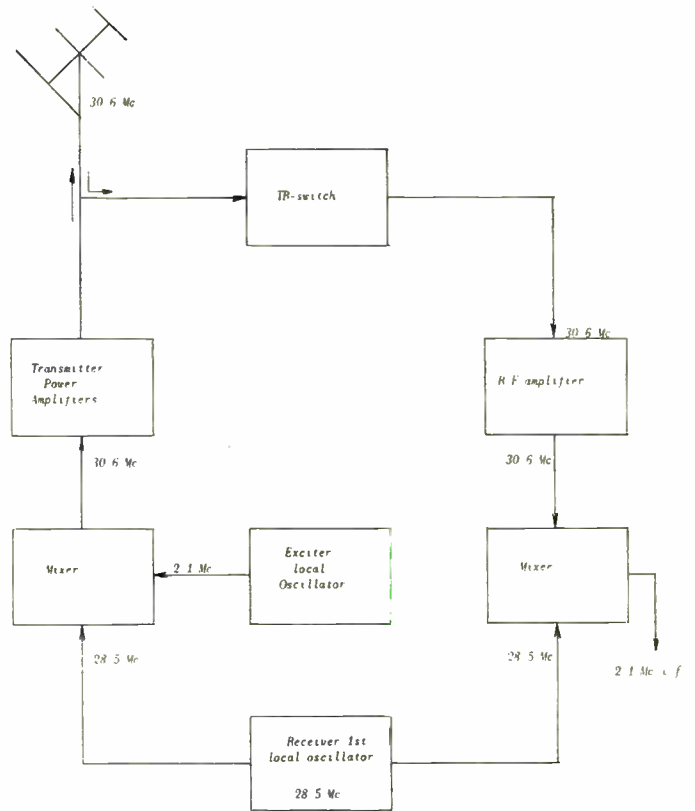 30.6 Mc
TR-switch
30.6 Mc
Transmitter
Power
Amplifiers
R F amplifier
30.6 Mc
30.6 Mc
Mixer
2.1 Mc
Exciter
local
Oscillator
Mixer
28.5 Mc
28.5 Mc
2.1 Mc i f
Receiver 1st
local oscillator
28.5 Mc